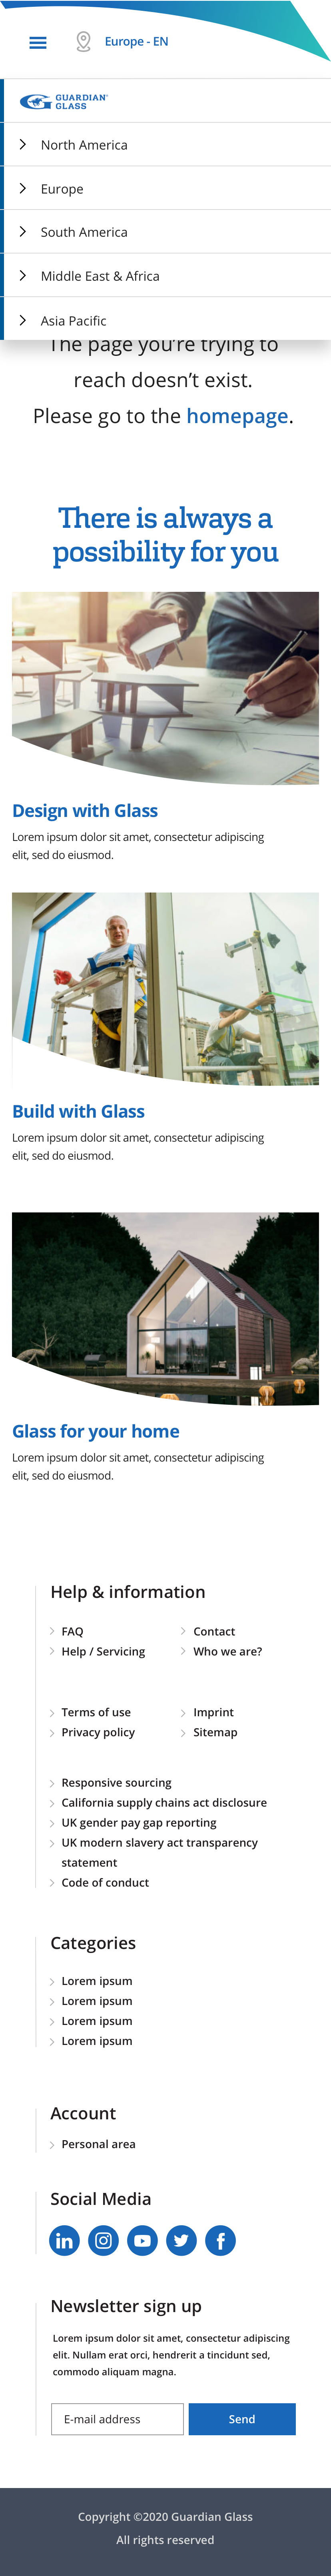 Europe - EN
GUARDIAN®
GLASS
North America
Europe
South America
Middle East & Africa
Asia Pacific
The page you’re trying to
reach doesn’t exist.
Please go to the homepage.
There is always a
possibility for you
Design with Glass
Lorem ipsum dolor sit amet, consectetur adipiscing
elit, sed do eiusmod.
Build with Glass
Lorem ipsum dolor sit amet, consectetur adipiscing
elit, sed do eiusmod.
Glass for your home
Lorem ipsum dolor sit amet, consectetur adipiscing
elit, sed do eiusmod.
Help & information
FAQ
Contact
Help / Servicing
Who we are?
Terms of use
Imprint
Privacy policy
Sitemap
Responsive sourcing
California supply chains act disclosure
UK gender pay gap reporting
UK modern slavery act transparency
statement
Code of conduct
Categories
Lorem ipsum
Lorem ipsum
Lorem ipsum
Lorem ipsum
Account
Personal area
Social Media
Newsletter sign up
Lorem ipsum dolor sit amet, consectetur adipiscing
elit. Nullam erat orci, hendrerit a tincidunt sed,
commodo aliquam magna.
E-mail address
Send
Copyright ©2020 Guardian Glass
All rights reserved